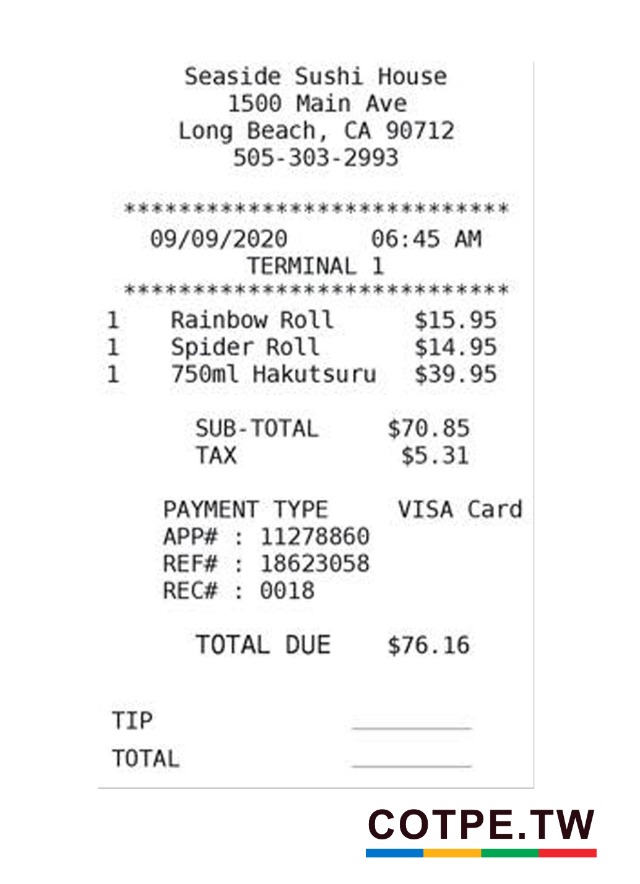 Seaside Sushi House
1500 Main Ave
Long Beach, CA 90712
505-303-2993
****************************
09/09/2020 06:45 AM
TERMINAL 1
****************************
1 Rainbow Roll $15.95
1 Spider Roll $14.95
1 750ml Hakutsuru $39.95
SUB-TOTAL $70.85
TAX $5.31
PAYMENT TYPE VISA Card
APP# : 11278860
REF# : 18623058
REC# : 0018
TOTAL DUE $76.16
TIP
TOTAL
COTPE.TW